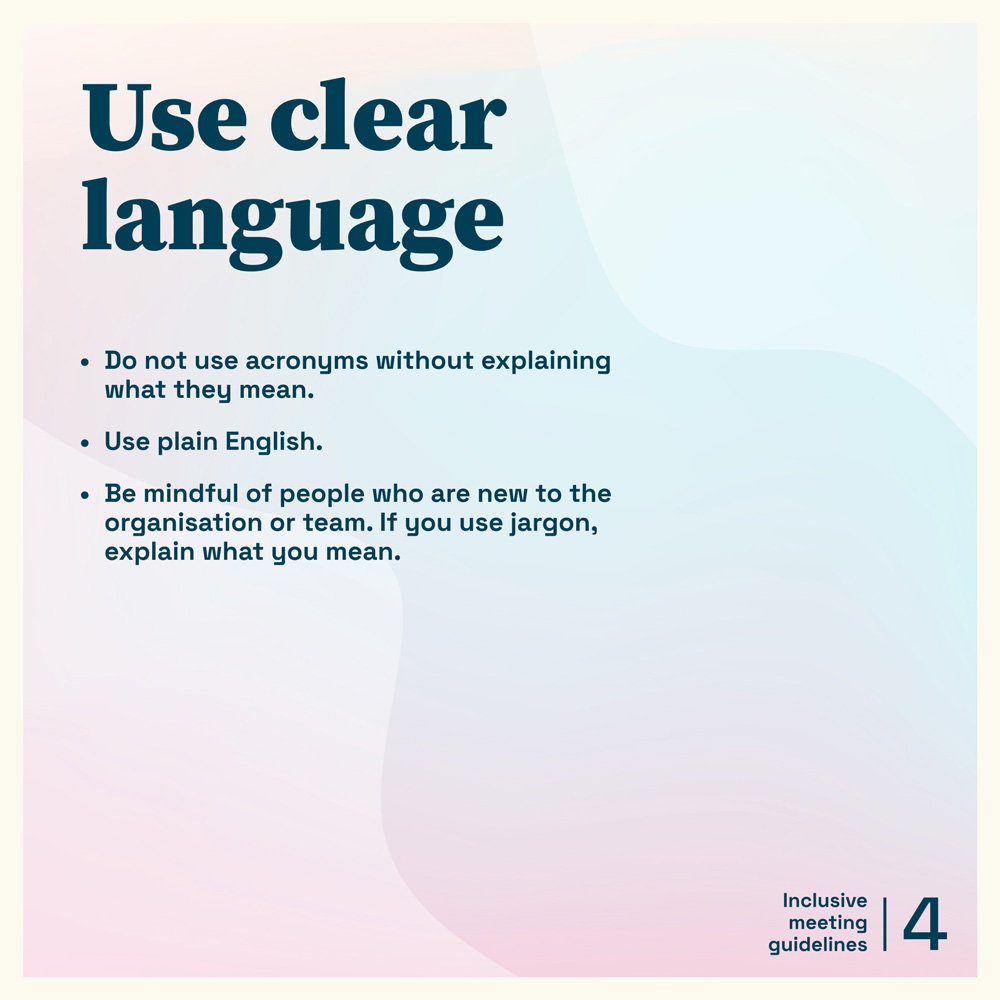 Use clear
language
• Do not use acronyms without explaining
what they mean.
• Use plain English.
• Be mindful of people who are new to the
organisation or team. If you use jargon,
explain what you mean.
Inclusive
meeting
guidelines
4